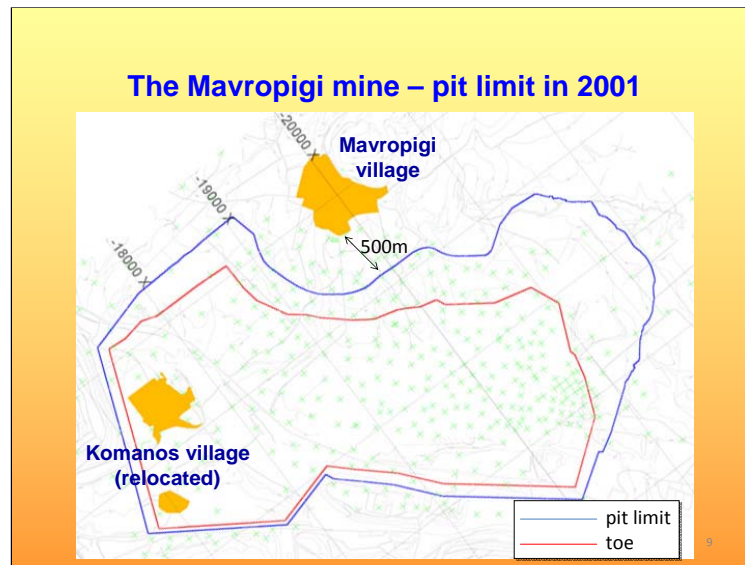 The Mavropigi mine – pit limit in 2001
-20000 X
Mavropigi
village
-19000 X
500m
-18000 X
Komanos village
(relocated)
pit limit
toe
9